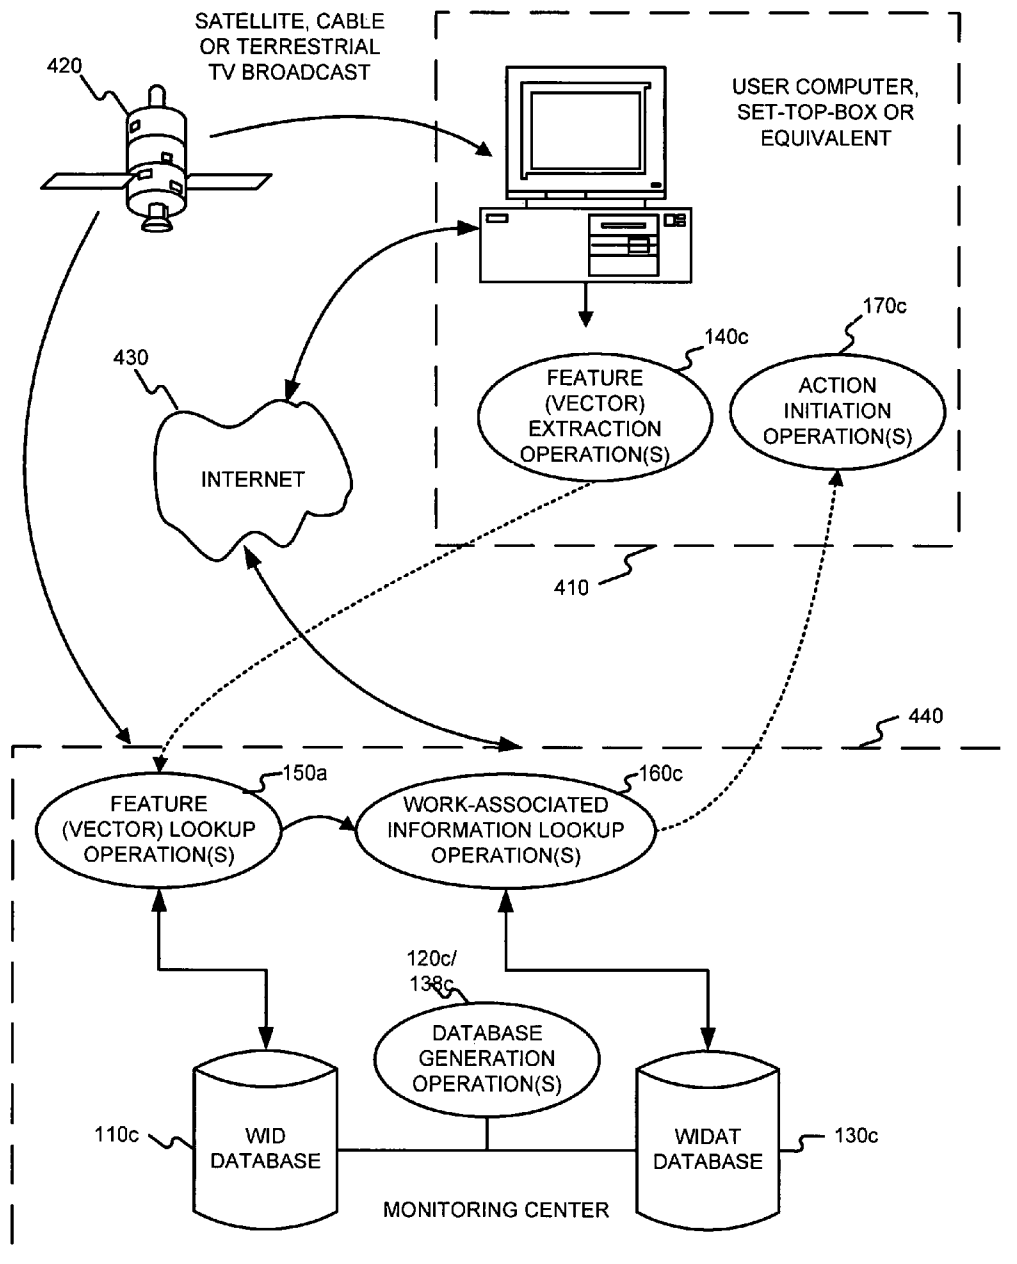 SATELLITE, CABLE
OR TERRESTRIAL
TV BROADCAST
420
USER COMPUTER,
SET-TOP-BOX OR
EQUIVALENT
170c
140c
430
FEATURE
(VECTOR)
EXTRACTION
OPERATION(S)
ACTION
INITIATION
OPERATION(S)
INTERNET
410
440
150a
160c
FEATURE
(VECTOR) LOOKUP
OPERATION(S)
WORK-ASSOCIATED
INFORMATION LOOKUP
OPERATION(S)
120c/
138c
DATABASE
GENERATION
OPERATION(S)
110c
WID
DATABASE
WIDAT
DATABASE
130c
MONITORING CENTER